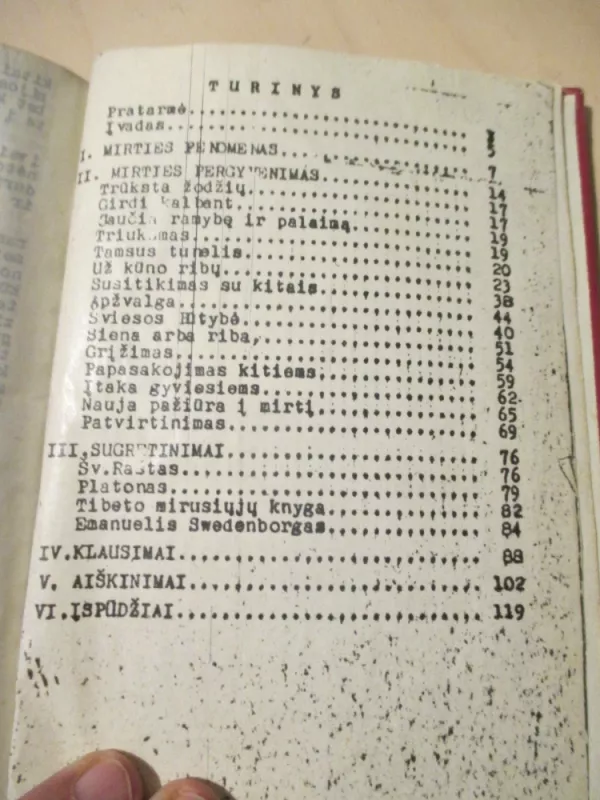 TURINYS
Pratarmė
Įvadas 5
I. MIRTIES FENOMENAS 7
II. MIRTIES PERGYVENIMAS 14
Trūksta žodžių 17
Girdi kalbant 17
Jaučia ramybę ir palaimą 19
Triukšmas 19
Tamsus tunelis 20
Už kūno ribų 23
Susitikimas su kitais 38
Apžvalga 44
Šviesos Būtybė 40
Siena arba riba, 51
Grįžimas 54
Papasakojimas kitiems 59
Įtaka gyviesiems 62
Nauja pažiūra į mirtį 65
Patvirtinimas 69
III. SUGRETINIMAI 76
Šv.Raštas 76
Platonas 79
Tibeto mirusiųjų knyga 82
Emanuelis Swedenborgas 84
IV. KLAUSIMAI 88
V. AIŠKINIMAI 102
VI. ĮSPŪDŽIAI 119